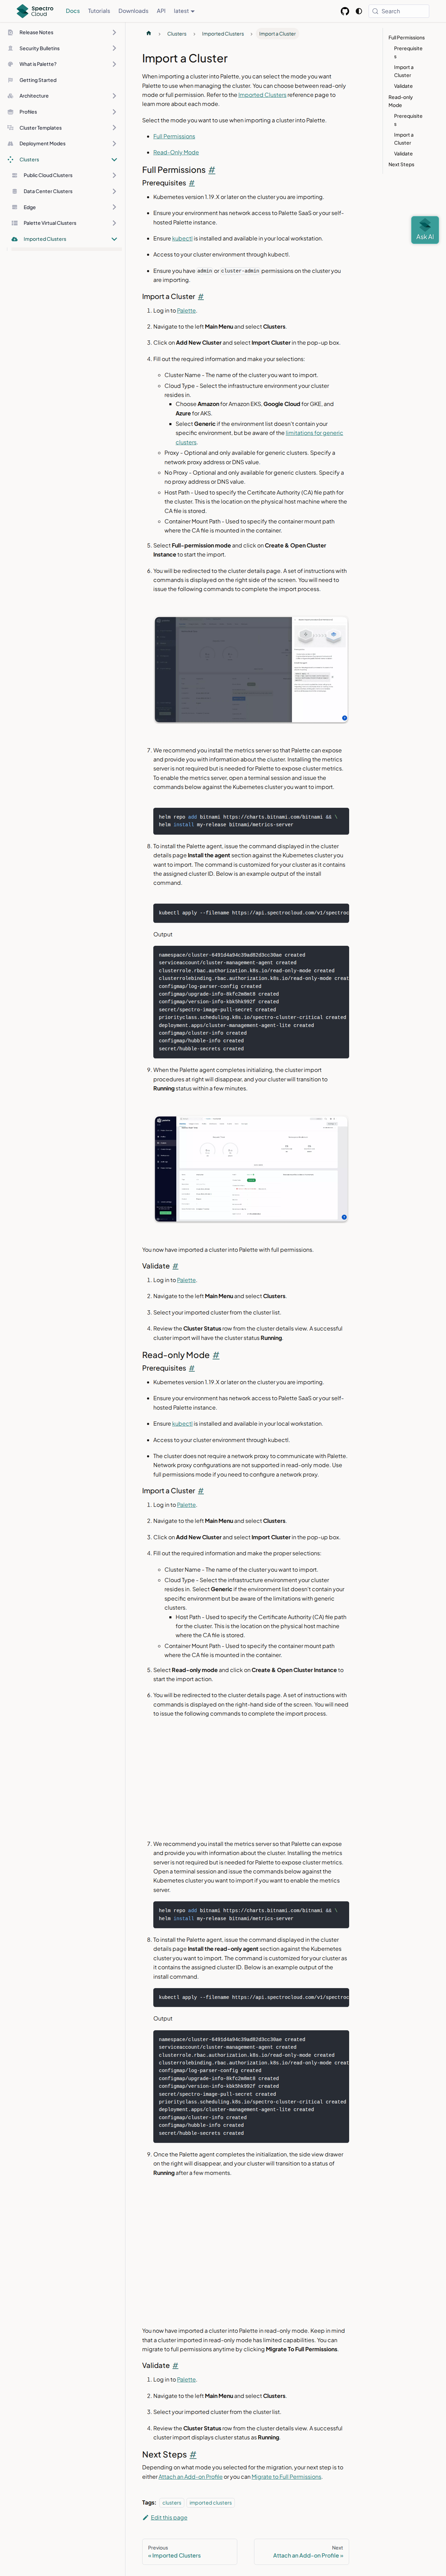 Spectro Cloud
Docs
Tutorials
Downloads
API
latest
Search
Release Notes
Security Bulletins
What is Palette?
Getting Started
Architecture
Profiles
Cluster Templates
Deployment Modes
Clusters
Public Cloud Clusters
Data Center Clusters
Edge
Palette Virtual Clusters
Imported Clusters
Clusters
Imported Clusters
Import a Cluster
Import a Cluster
When importing a cluster into Palette, you can select the mode you want
Palette to use when managing the cluster. You can choose between read-only
mode or full permission. Refer to the Imported Clusters reference page to
learn more about each mode.
Select the mode you want to use when importing a cluster into Palette.
Full Permissions
Read-Only Mode
Full Permissions #
Prerequisites #
Kubernetes version 1.19.X or later on the cluster you are importing.
Ensure your environment has network access to Palette SaaS or your self-
hosted Palette instance.
Ensure kubectl is installed and available in your local workstation.
Access to your cluster environment through kubectl.
Ensure you have admin or cluster-admin permissions on the cluster you
are importing.
Import a Cluster #
1. Log in to Palette.
2. Navigate to the left Main Menu and select Clusters.
3. Click on Add New Cluster and select Import Cluster in the pop-up box.
4. Fill out the required information and make your selections:
Cluster Name - The name of the cluster you want to import.
Cloud Type - Select the infrastructure environment your cluster
resides in.
Choose Amazon for Amazon EKS, Google Cloud for GKE, and
Azure for AKS.
Select Generic if the environment list doesn't contain your
specific environment, but be aware of the limitations for generic
clusters.
Proxy - Optional and only available for generic clusters. Specify a
network proxy address or DNS value.
No Proxy - Optional and only available for generic clusters. Specify a
no proxy address or DNS value.
Host Path - Used to specify the Certificate Authority (CA) file path for
the cluster. This is the location on the physical host machine where the
CA file is stored.
Container Mount Path - Used to specify the container mount path
where the CA file is mounted in the container.
5. Select Full-permission mode and click on Create & Open Cluster
Instance to start the import.
6. You will be redirected to the cluster details page. A set of instructions with
commands is displayed on the right side of the screen. You will need to
issue the following commands to complete the import process.
7. We recommend you install the metrics server so that Palette can expose
and provide you with information about the cluster. Installing the metrics
server is not required but is needed for Palette to expose cluster metrics.
To enable the metrics server, open a terminal session and issue the
commands against the Kubernetes cluster you want to import.
helm repo add bitnami https://charts.bitnami.com/bitnami && \
helm install my-release bitnami/metrics-server
8. To install the Palette agent, issue the command displayed in the cluster
details page Install the agent section against the Kubernetes cluster you
want to import. The command is customized for your cluster as it contains
the assigned cluster ID. Below is an example output of the install
command.
kubectl apply --filename https://api.spectrocloud.com/v1/spectroc
Output
namespace/cluster-6491d4a94c39ad82d3cc30ae created
serviceaccount/cluster-management-agent created
clusterrole.rbac.authorization.k8s.io/read-only-mode created
clusterrolebinding.rbac.authorization.k8s.io/read-only-mode creat
configmap/log-parser-config created
configmap/upgrade-info-8kfc2m8mt8 created
configmap/version-info-kbk5hk992f created
secret/spectro-image-pull-secret created
priorityclass.scheduling.k8s.io/spectro-cluster-critical created
deployment.apps/cluster-management-agent-lite created
configmap/cluster-info created
configmap/hubble-info created
secret/hubble-secrets created
9. When the Palette agent completes initializing, the cluster import
procedures at right will disappear, and your cluster will transition to
Running status within a few minutes.
You now have imported a cluster into Palette with full permissions.
Validate #
1. Log in to Palette.
2. Navigate to the left Main Menu and select Clusters.
3. Select your imported cluster from the cluster list.
4. Review the Cluster Status row from the cluster details view. A successful
cluster import will have the cluster status Running.
Read-only Mode #
Prerequisites #
Kubernetes version 1.19.X or later on the cluster you are importing.
Ensure your environment has network access to Palette SaaS or your self-
hosted Palette instance.
Ensure kubectl is installed and available in your local workstation.
Access to your cluster environment through kubectl.
The cluster does not require a network proxy to communicate with Palette.
Network proxy configurations are not supported in read-only mode. Use
full permissions mode if you need to configure a network proxy.
Import a Cluster #
1. Log in to Palette.
2. Navigate to the left Main Menu and select Clusters.
3. Click on Add New Cluster and select Import Cluster in the pop-up box.
4. Fill out the required information and make the proper selections:
Cluster Name - The name of the cluster you want to import.
Cloud Type - Select the infrastructure environment your cluster
resides in. Select Generic if the environment list doesn't contain your
specific environment but be aware of the limitations with generic
clusters.
Host Path - Used to specify the Certificate Authority (CA) file path
for the cluster. This is the location on the physical host machine
where the CA file is stored.
Container Mount Path - Used to specify the container mount path
where the CA file is mounted in the container.
5. Select Read-only mode and click on Create & Open Cluster Instance to
start the import action.
6. You will be redirected to the cluster details page. A set of instructions with
commands is displayed on the right-hand side of the screen. You will need
to issue the following commands to complete the import process.
7. We recommend you install the metrics server so that Palette can expose
and provide you with information about the cluster. Installing the metrics
server is not required but is needed for Palette to expose cluster metrics.
Open a terminal session and issue the commands below against the
Kubernetes cluster you want to import if you want to enable the metrics
server.
helm repo add bitnami https://charts.bitnami.com/bitnami && \
helm install my-release bitnami/metrics-server
8. To install the Palette agent, issue the command displayed in the cluster
details page Install the read-only agent section against the Kubernetes
cluster you want to import. The command is customized for your cluster as
it contains the assigned cluster ID. Below is an example output of the
install command.
kubectl apply --filename https://api.spectrocloud.com/v1/spectroc
Output
namespace/cluster-6491d4a94c39ad82d3cc30ae created
serviceaccount/cluster-management-agent created
clusterrole.rbac.authorization.k8s.io/read-only-mode created
clusterrolebinding.rbac.authorization.k8s.io/read-only-mode creat
configmap/log-parser-config created
configmap/upgrade-info-8kfc2m8mt8 created
configmap/version-info-kbk5hk992f created
secret/spectro-image-pull-secret created
priorityclass.scheduling.k8s.io/spectro-cluster-critical created
deployment.apps/cluster-management-agent-lite created
configmap/cluster-info created
configmap/hubble-info created
secret/hubble-secrets created
9. Once the Palette agent completes the initialization, the side view drawer
on the right will disappear, and your cluster will transition to a status of
Running after a few moments.
You now have imported a cluster into Palette in read-only mode. Keep in mind
that a cluster imported in read-only mode has limited capabilities. You can
migrate to full permissions anytime by clicking Migrate To Full Permissions.
Validate #
1. Log in to Palette.
2. Navigate to the left Main Menu and select Clusters.
3. Select your imported cluster from the cluster list.
4. Review the Cluster Status row from the cluster details view. A successful
cluster import displays cluster status as Running.
Next Steps #
Depending on what mode you selected for the migration, your next step is to
either Attach an Add-on Profile or you can Migrate to Full Permissions.
Tags: clusters imported clusters
Edit this page
Previous
« Imported Clusters
Next
Attach an Add-on Profile »
Full Permissions
Prerequisites
Import a Cluster
Validate
Read-only Mode
Prerequisites
Import a Cluster
Validate
Next Steps
Ask AI